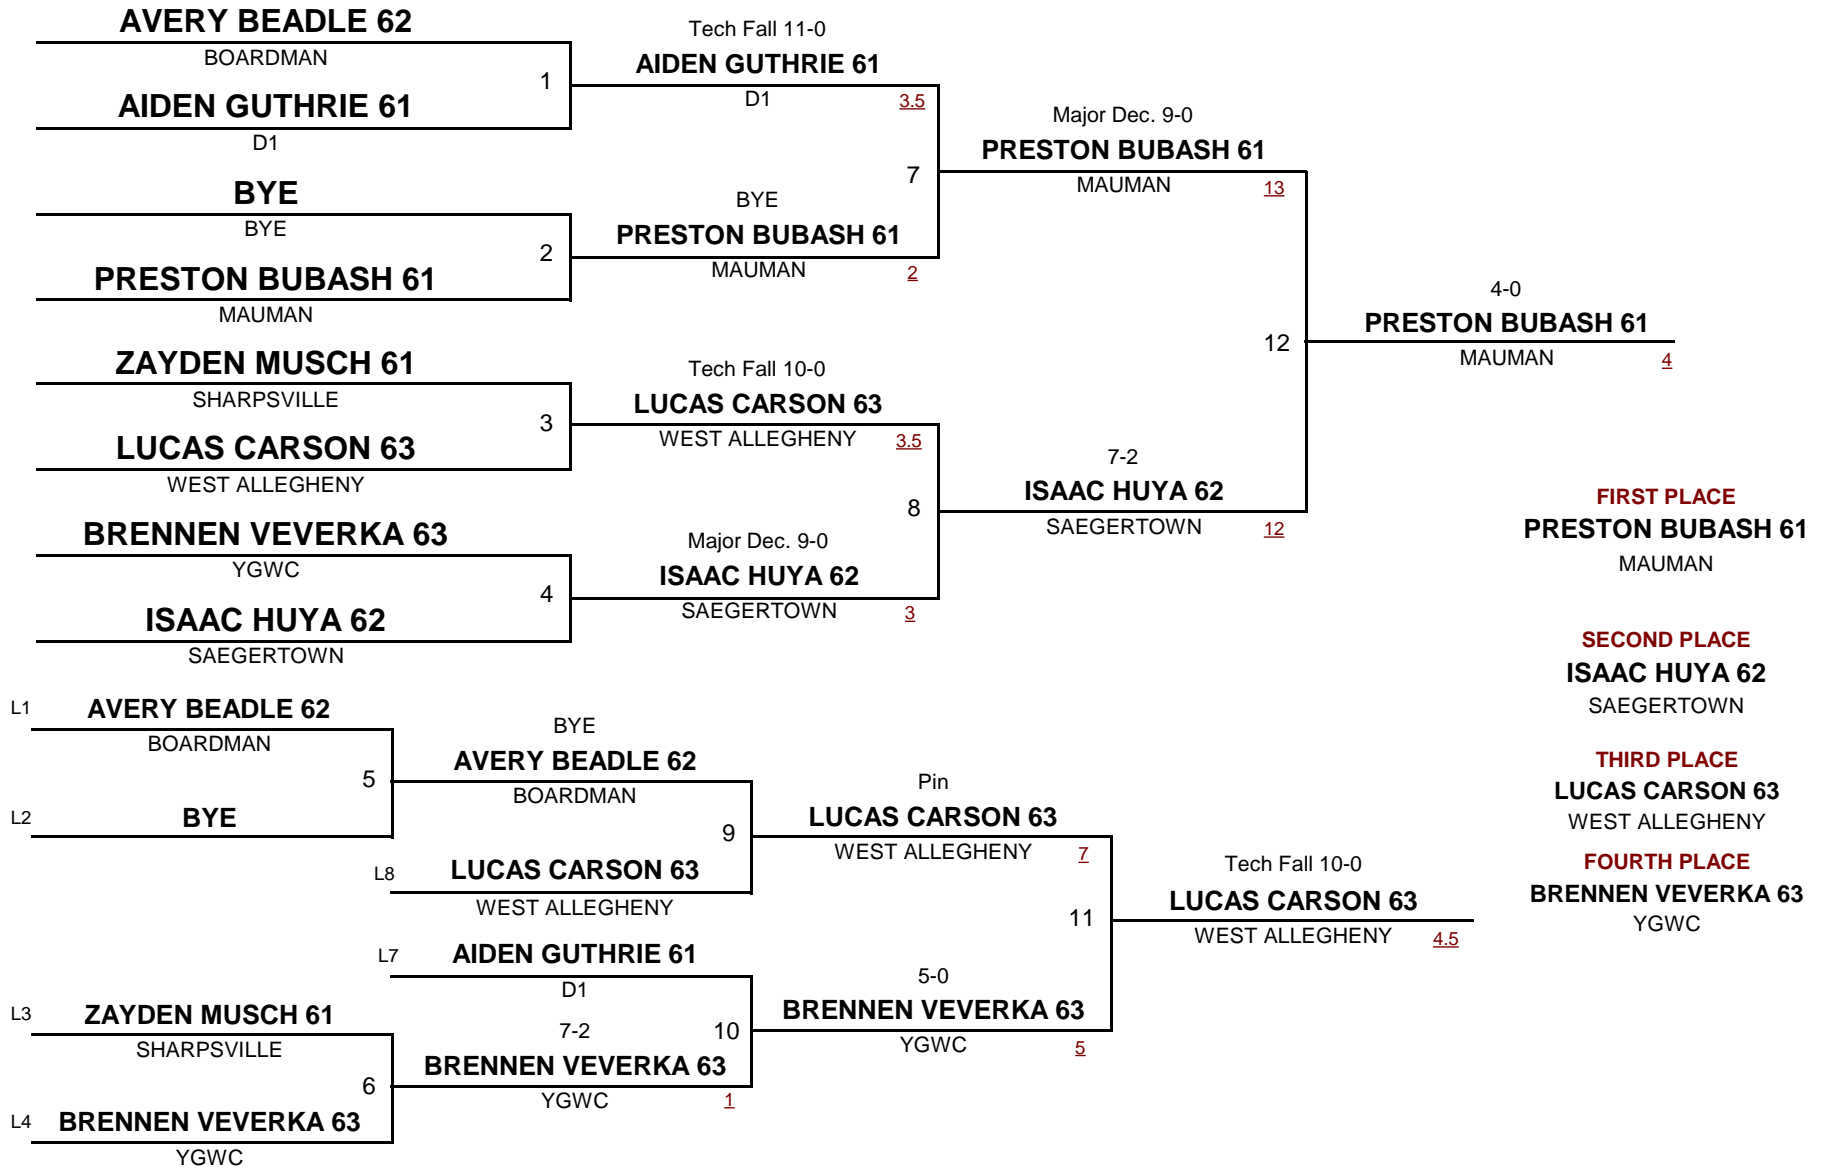 AVERY BEADLE 62
BOARDMAN
1
AIDEN GUTHRIE 61
D1
Tech Fall 11-0
AIDEN GUTHRIE 61
D1
3.5
BYE
BYE
2
PRESTON BUBASH 61
MAUMAN
BYE
PRESTON BUBASH 61
MAUMAN
2
7
Major Dec. 9-0
PRESTON BUBASH 61
MAUMAN
13
ZAYDEN MUSCH 61
SHARPSVILLE
3
LUCAS CARSON 63
WEST ALLEGHENY
Tech Fall 10-0
LUCAS CARSON 63
WEST ALLEGHENY
3.5
BRENNEN VEVERKA 63
YGWC
4
ISAAC HUYA 62
SAEGERTOWN
Major Dec. 9-0
ISAAC HUYA 62
SAEGERTOWN
3
8
7-2
ISAAC HUYA 62
SAEGERTOWN
12
12
4-0
PRESTON BUBASH 61
MAUMAN
4
FIRST PLACE
PRESTON BUBASH 61
MAUMAN
SECOND PLACE
ISAAC HUYA 62
SAEGERTOWN
THIRD PLACE
LUCAS CARSON 63
WEST ALLEGHENY
FOURTH PLACE
BRENNEN VEVERKA 63
YGWC
L1
AVERY BEADLE 62
BOARDMAN
5
L2
BYE
BYE
AVERY BEADLE 62
BOARDMAN
9
L8
LUCAS CARSON 63
WEST ALLEGHENY
Pin
LUCAS CARSON 63
WEST ALLEGHENY
7
L7
AIDEN GUTHRIE 61
D1
L3
ZAYDEN MUSCH 61
SHARPSVILLE
6
L4
BRENNEN VEVERKA 63
YGWC
7-2
BRENNEN VEVERKA 63
YGWC
1
10
5-0
BRENNEN VEVERKA 63
YGWC
5
11
Tech Fall 10-0
LUCAS CARSON 63
WEST ALLEGHENY
4.5